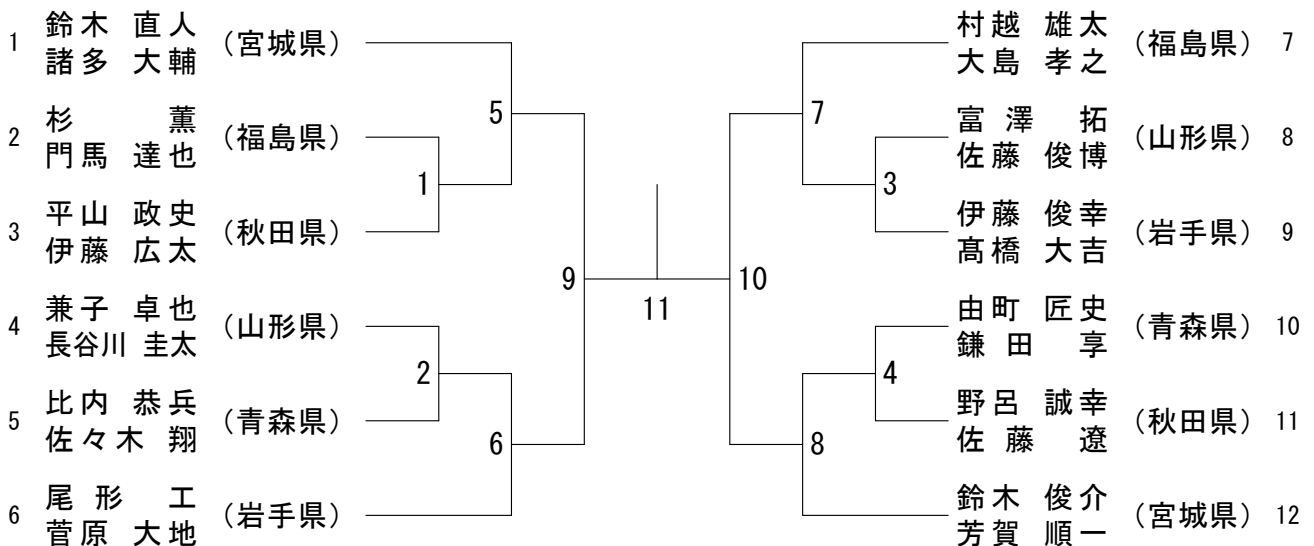 1 鈴木 直人 (宮城県)
諸多 大輔
2 杉 薫 (福島県)
門馬 達也
3 平山 政史 (秋田県)
伊藤 広太
4 兼子 卓也 (山形県)
長谷川 圭太
5 比内 恭兵 (青森県)
佐々木 翔
6 尾形 工 (岩手県)
菅原 大地
5
1
2
6
9
11
10
7
3
4
8
村越 雄太 (福島県) 7
大島 孝之
富澤 拓 (山形県) 8
佐藤 俊博
伊藤 俊幸 (岩手県) 9
髙橋 大吉
由町 匠史 (青森県) 10
鎌田 享
野呂 誠幸 (秋田県) 11
佐藤 遼
鈴木 俊介 (宮城県) 12
芳賀 順一